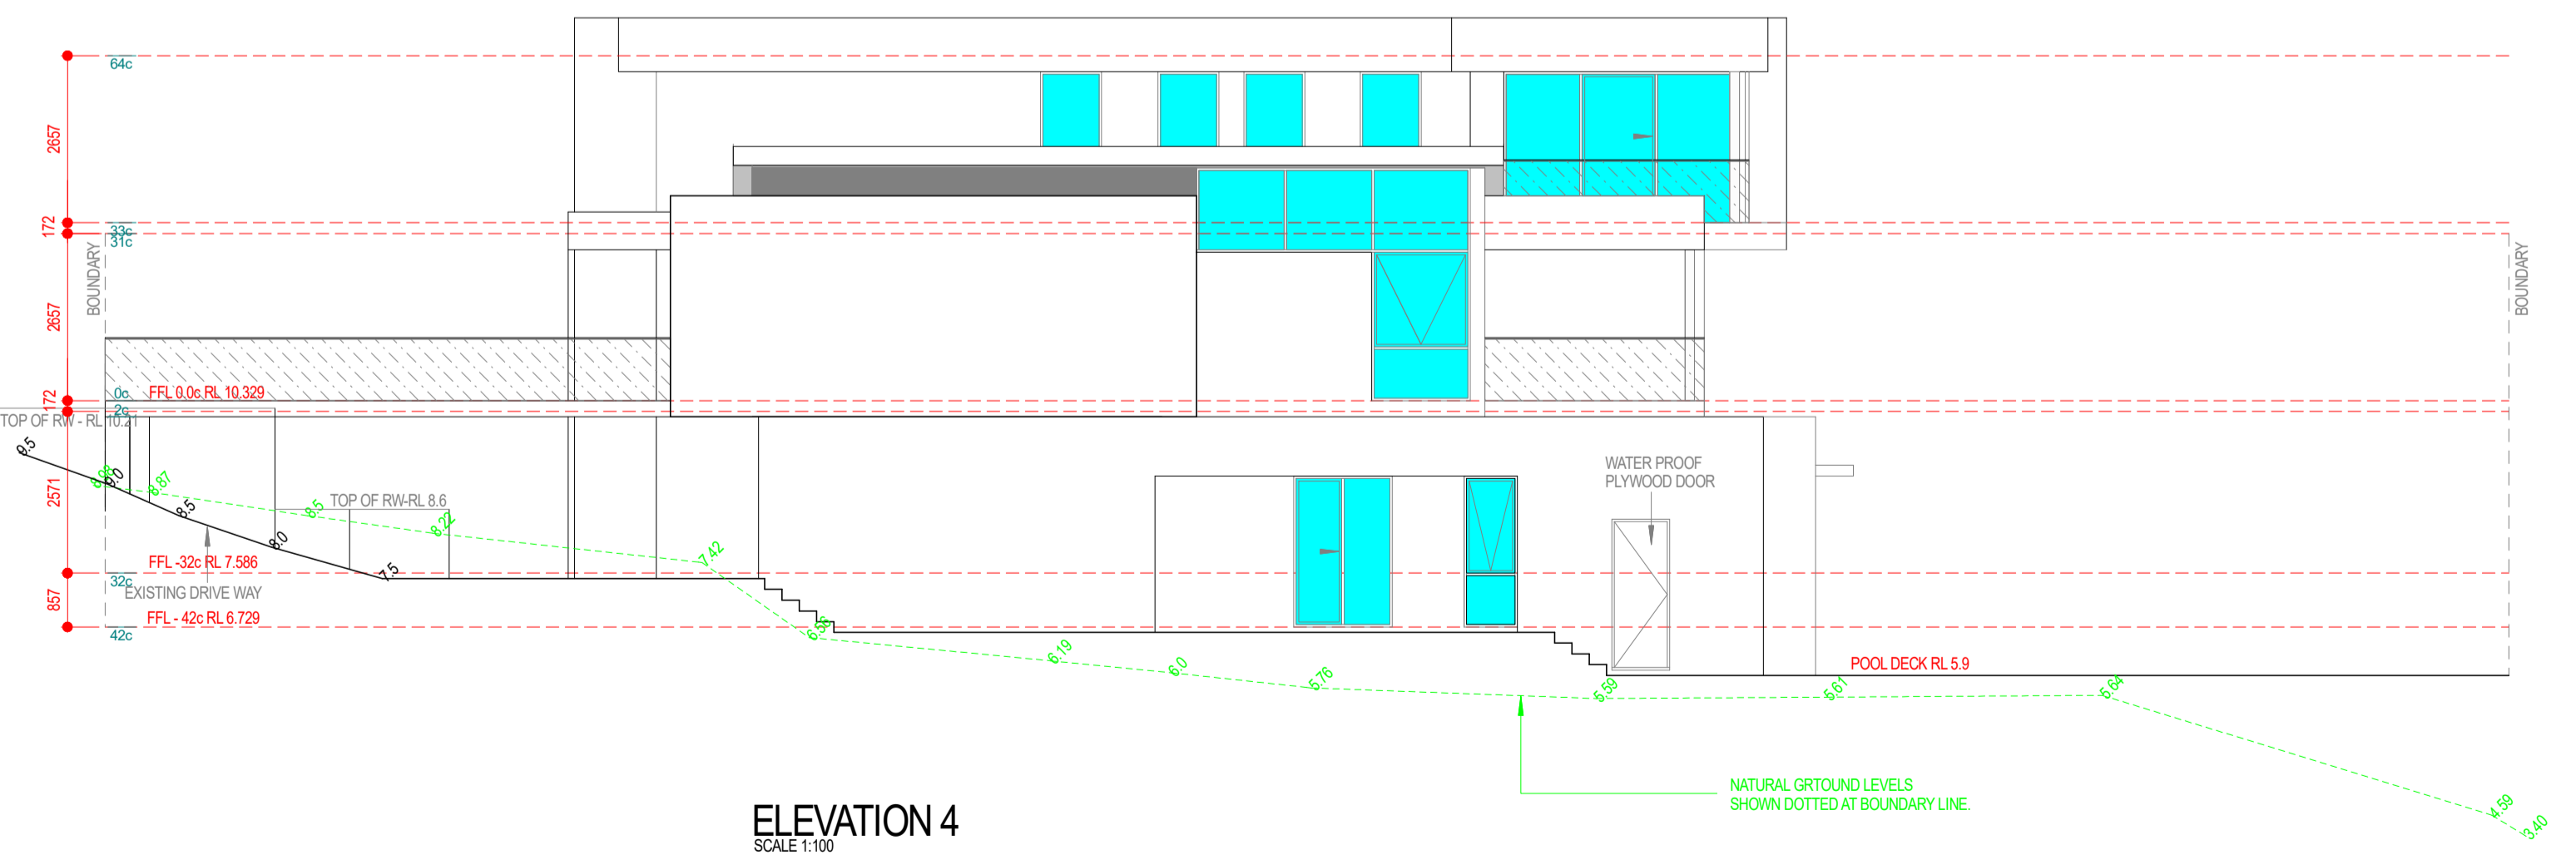 64c
2657
172
33c
31c
BOUNDARY
BOUNDARY
2657
0c
FFL 0.0c RL 10.329
172
2c
TOP OF RW - RL 10.21
9.5
8.98
9.0
8.87
8.5
8.5
TOP OF RW-RL 8.6
8.22
8.0
7.5
7.42
2571
WATER PROOF
PLYWOOD DOOR
FFL -32c RL 7.586
32c
EXISTING DRIVE WAY
857
FFL - 42c RL 6.729
42c
6.56
6.19
6.0
5.76
5.59
5.61
5.64
POOL DECK RL 5.9
4.59
3.40
NATURAL GRTOUND LEVELS
SHOWN DOTTED AT BOUNDARY LINE.
ELEVATION 4
SCALE 1:100